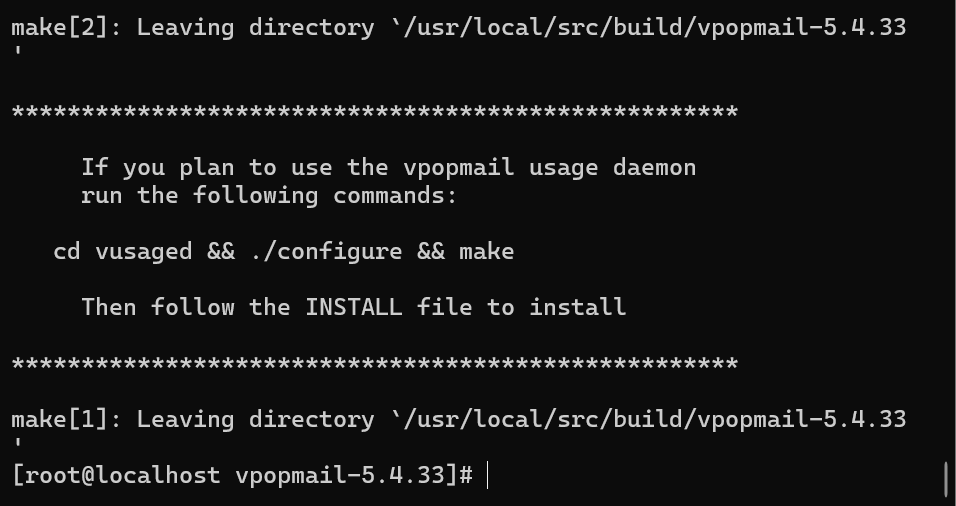 make[2]: Leaving directory `/usr/local/src/build/vpopmail-5.4.33
'
****************************************************
If you plan to use the vpopmail usage daemon
run the following commands:
cd vusaged && ./configure && make
Then follow the INSTALL file to install
****************************************************
make[1]: Leaving directory `/usr/local/src/build/vpopmail-5.4.33
'
[root@localhost vpopmail-5.4.33]#